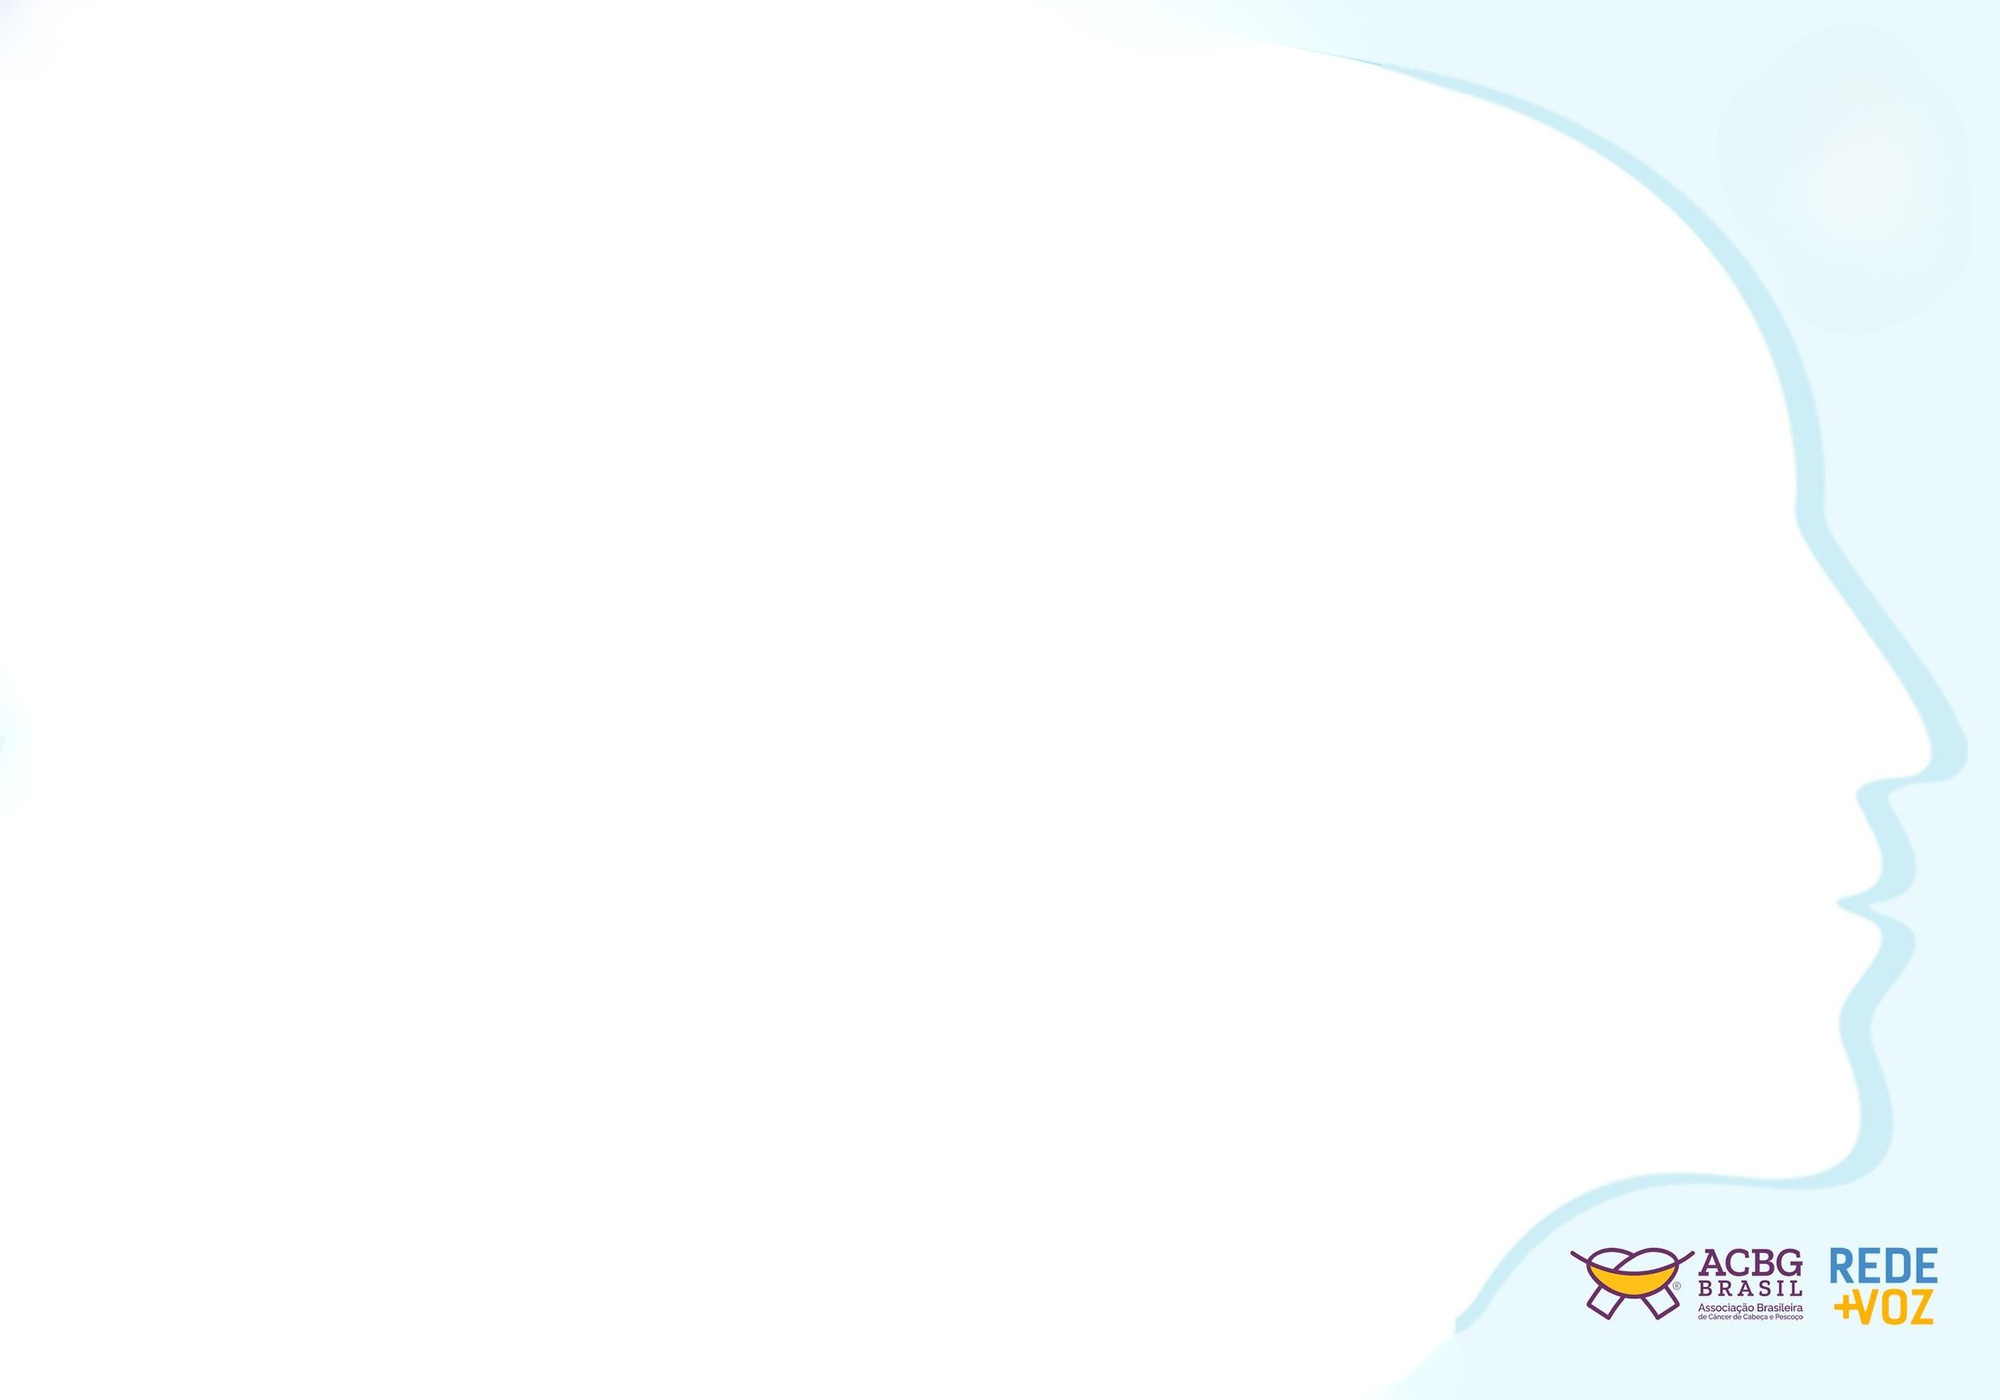 ACBG
BRASIL
®
Associação Brasileira
de Câncer de Cabeça e Pescoço
REDE
+VOZ